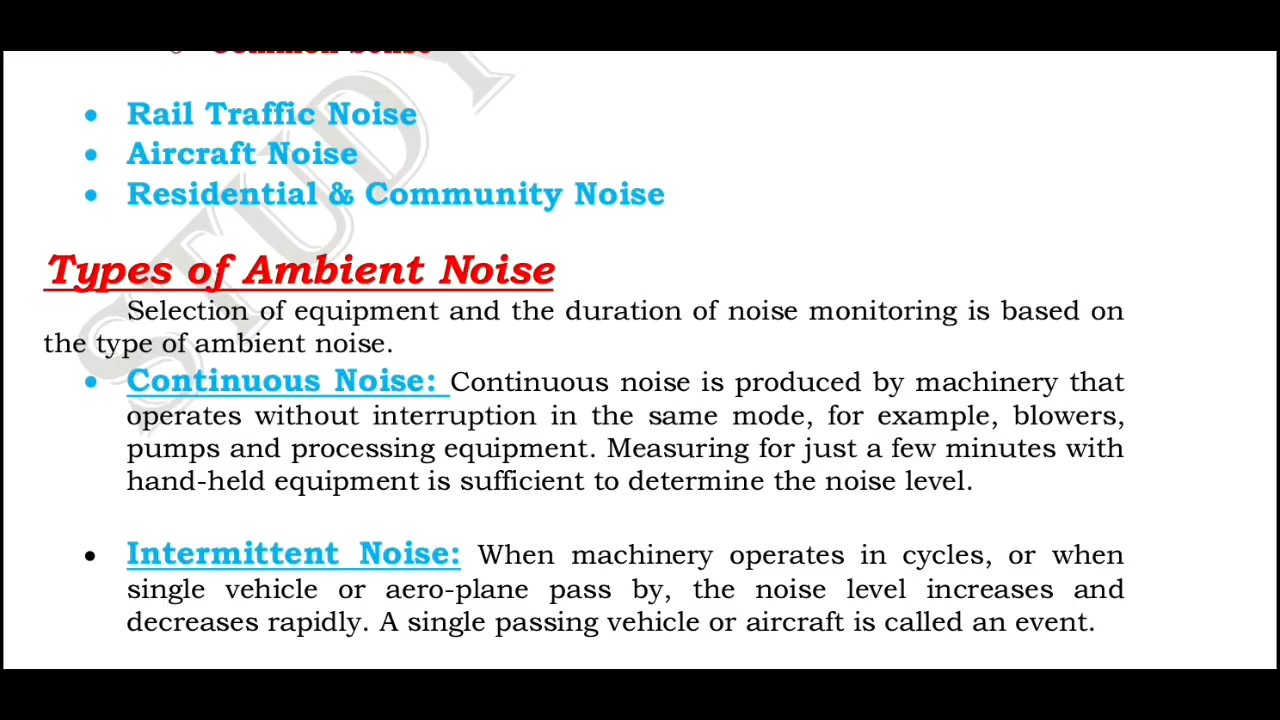 • Rail Traffic Noise
• Aircraft Noise
• Residential & Community Noise
Types of Ambient Noise
Selection of equipment and the duration of noise monitoring is based on
the type of ambient noise.
• Continuous Noise: Continuous noise is produced by machinery that
operates without interruption in the same mode, for example, blowers,
pumps and processing equipment. Measuring for just a few minutes with
hand-held equipment is sufficient to determine the noise level.
• Intermittent Noise: When machinery operates in cycles, or when
single vehicle or aero-plane pass by, the noise level increases and
decreases rapidly. A single passing vehicle or aircraft is called an event.
STUDY